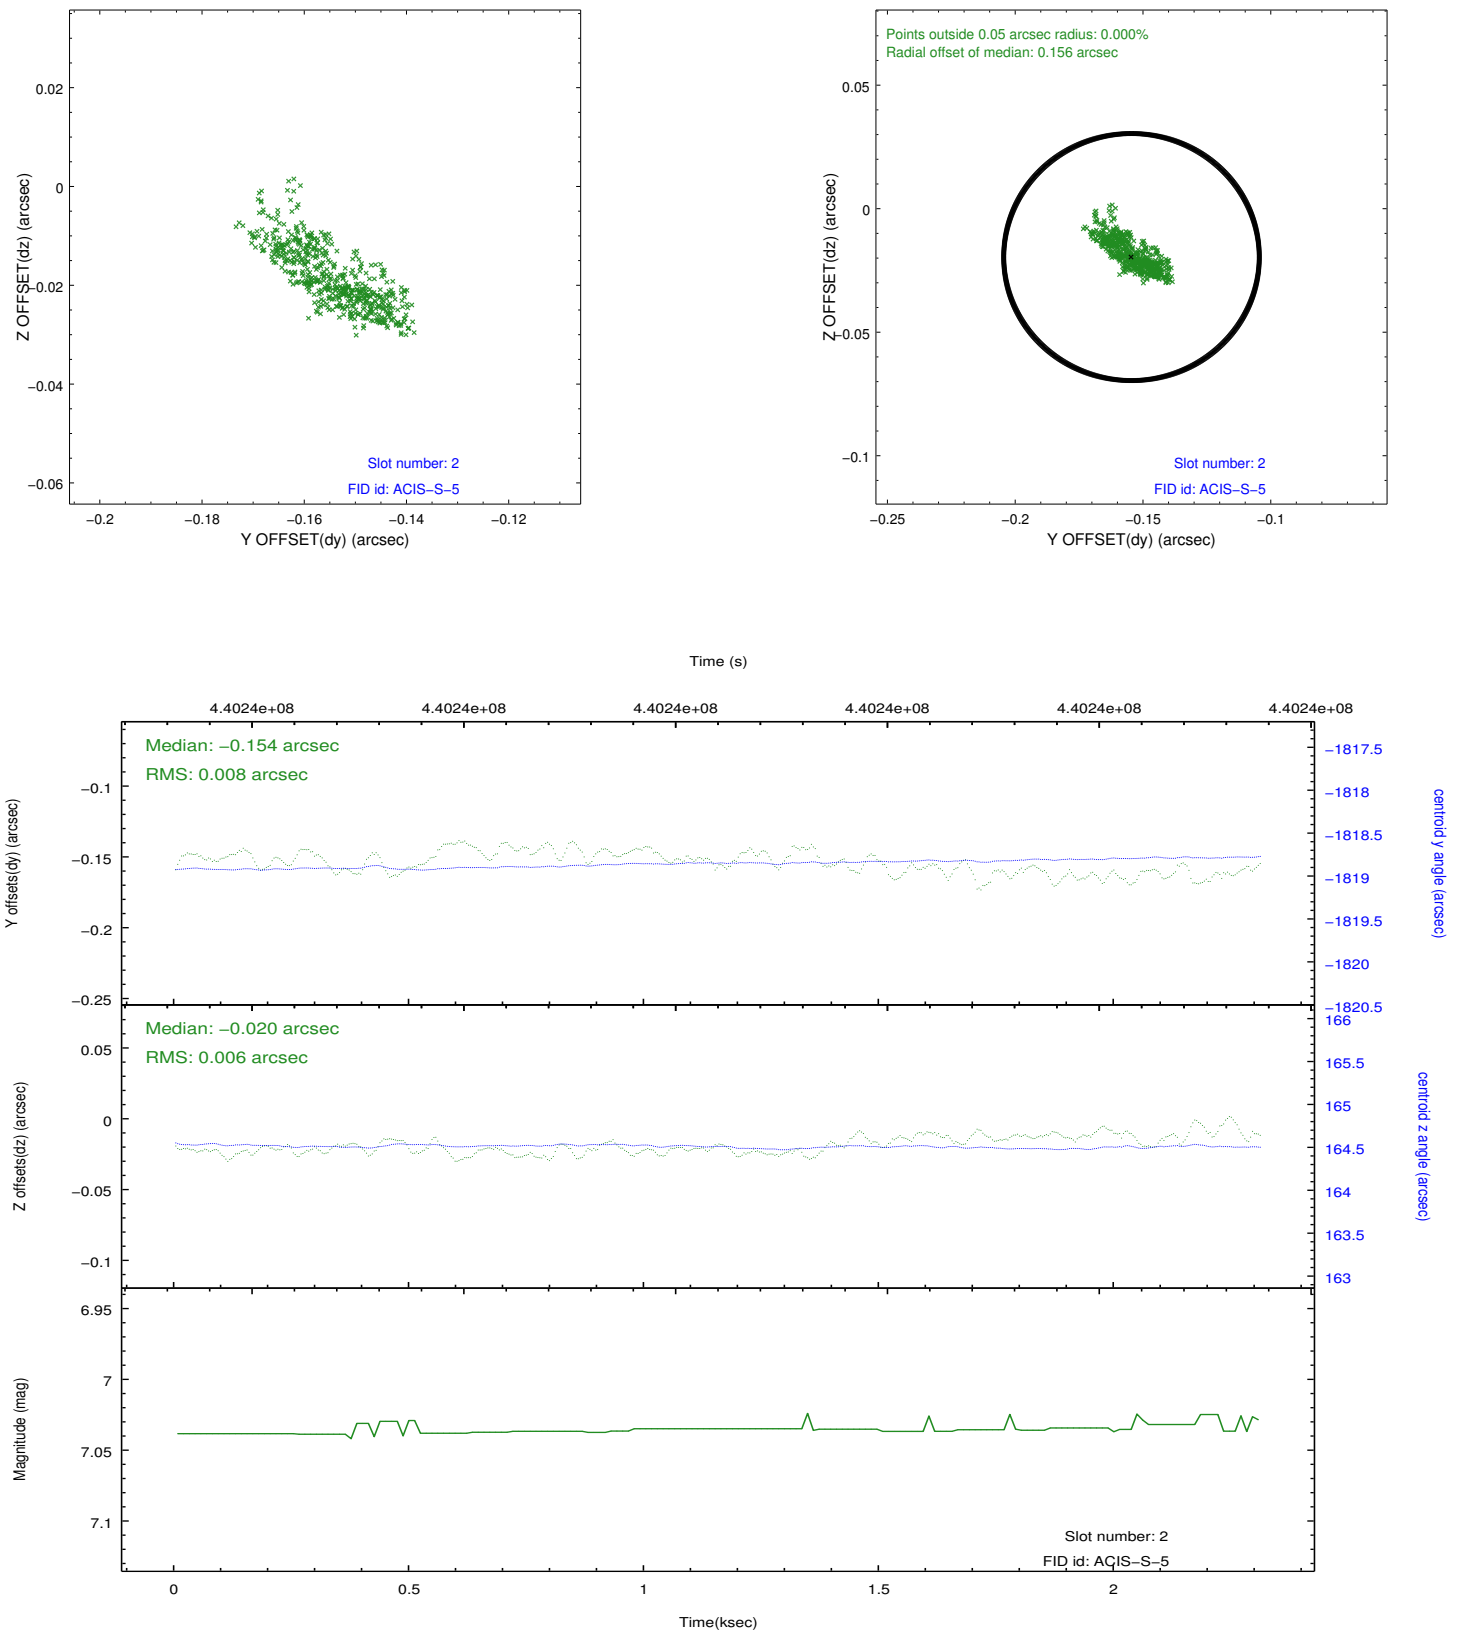 0.02
0
−0.02
−0.04
−0.06
Z OFFSET(dz) (arcsec)
Slot number: 2
FID id: ACIS−S−5
−0.2
−0.18
−0.16
−0.14
−0.12
Y OFFSET(dy) (arcsec)
Points outside 0.05 arcsec radius: 0.000%
Radial offset of median: 0.156 arcsec
0.05
0
−0.05
−0.1
Z OFFSET(dz) (arcsec)
Slot number: 2
FID id: ACIS−S−5
−0.25
−0.2
−0.15
−0.1
Y OFFSET(dy) (arcsec)
Time (s)
4.4024e+08
4.4024e+08
4.4024e+08
4.4024e+08
4.4024e+08
4.4024e+08
Median: −0.154 arcsec
RMS: 0.008 arcsec
−0.1
−0.15
−0.2
−0.25
Y offsets(dy) (arcsec)
−1817.5
−1818
−1818.5
−1819
−1819.5
−1820
−1820.5
centroid y angle (arcsec)
Median: −0.020 arcsec
RMS: 0.006 arcsec
0.05
0
−0.05
−0.1
Z offsets(dz) (arcsec)
166
165.5
165
164.5
164
163.5
163
centroid z angle (arcsec)
6.95
7
7.05
7.1
Magnitude (mag)
Slot number: 2
FID id: ACIS−S−5
0
0.5
1
1.5
2
Time(ksec)